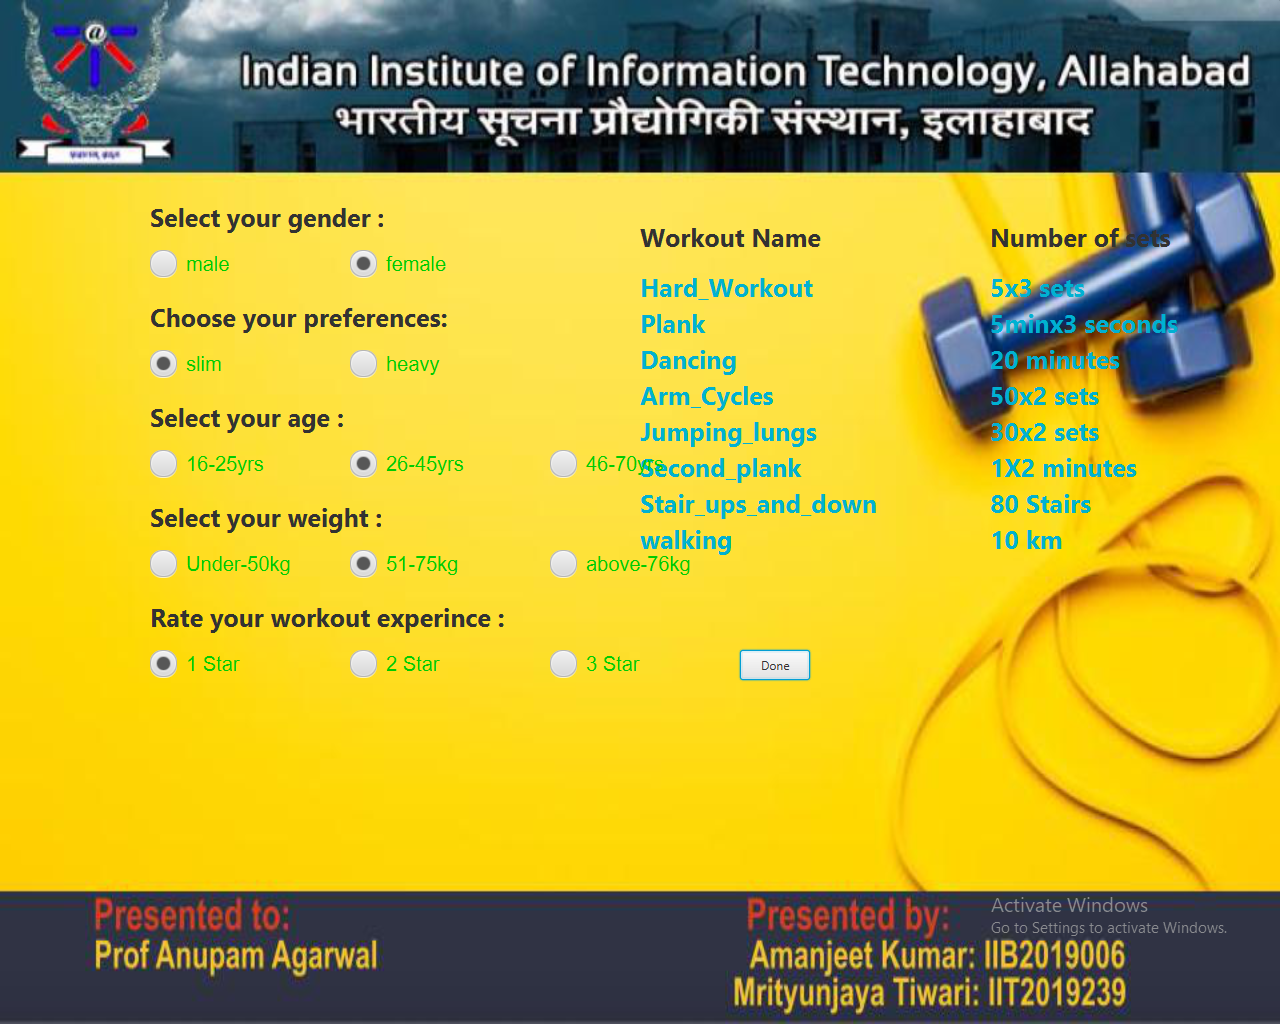 @
Indian Institute of Information Technology, Allahabad
भारतीय सूचना प्रौद्योगिकी संस्थान, इलाहाबाद
Select your gender :
male female
Choose your preferences:
slim heavy
Select your age :
16-25yrs 26-45yrs 46-70yrs
Select your weight :
Under-50kg 51-75kg above-76kg
Rate your workout experince :
1 Star 2 Star 3 Star Done
Workout Name Number of sets
Hard_Workout 5x3 sets
Plank 5minx3 seconds
Dancing 20 minutes
Arm_Cycles 50x2 sets
Jumping_lungs 30x2 sets
Second_plank 1X2 minutes
Stair_ups_and_down 80 Stairs
walking 10 km
Presented to:
Prof Anupam Agarwal
Presented by:
Amanjeet Kumar: IIB2019006
Mrityunjaya Tiwari: IIT2019239
Activate Windows
Go to Settings to activate Windows.